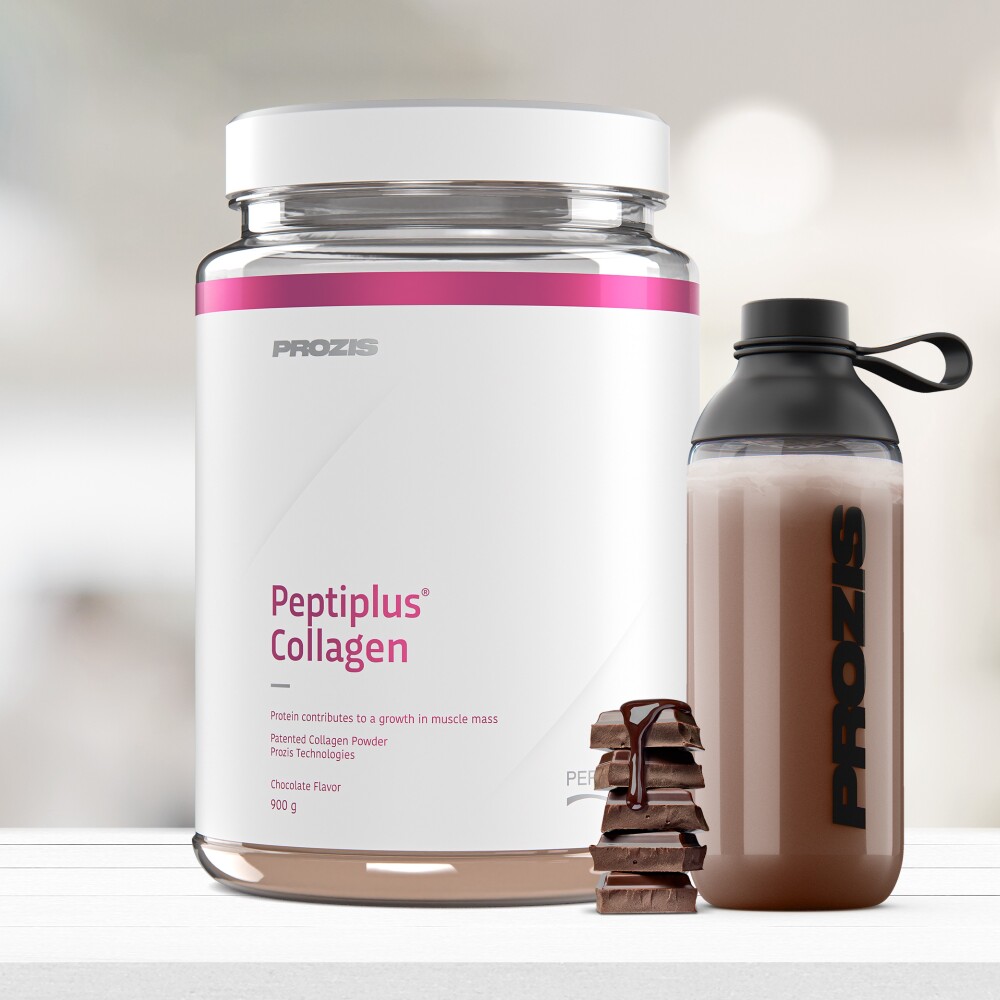 PROZIS
Peptiplus®
Collagen
Protein contributes to a growth in muscle mass
Patented Collagen Powder
Prozis Technologies
Chocolate Flavor
900 g
PROZIS